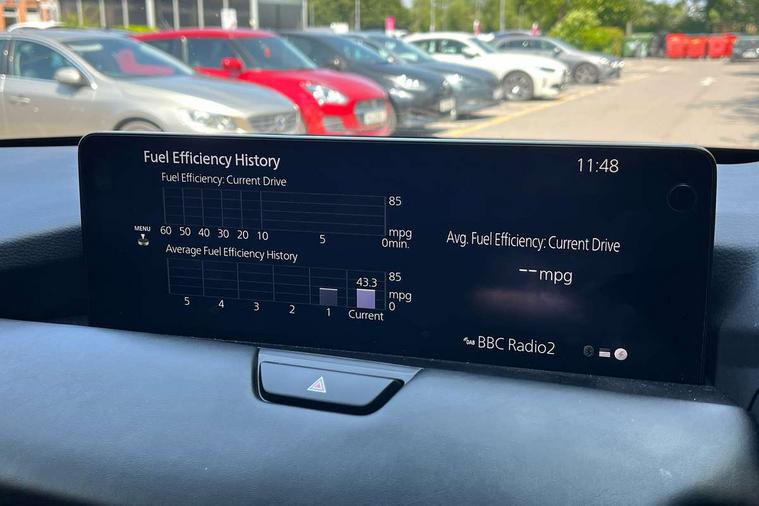 Fuel Efficiency History
11:48
Fuel Efficiency: Current Drive
85
mpg
60 50 40 30 20 10 5 0min.
MENU
Avg. Fuel Efficiency: Current Drive
-- mpg
Average Fuel Efficiency History
85
43.3
mpg
0
5 4 3 2 1 Current
DAB BBC Radio2